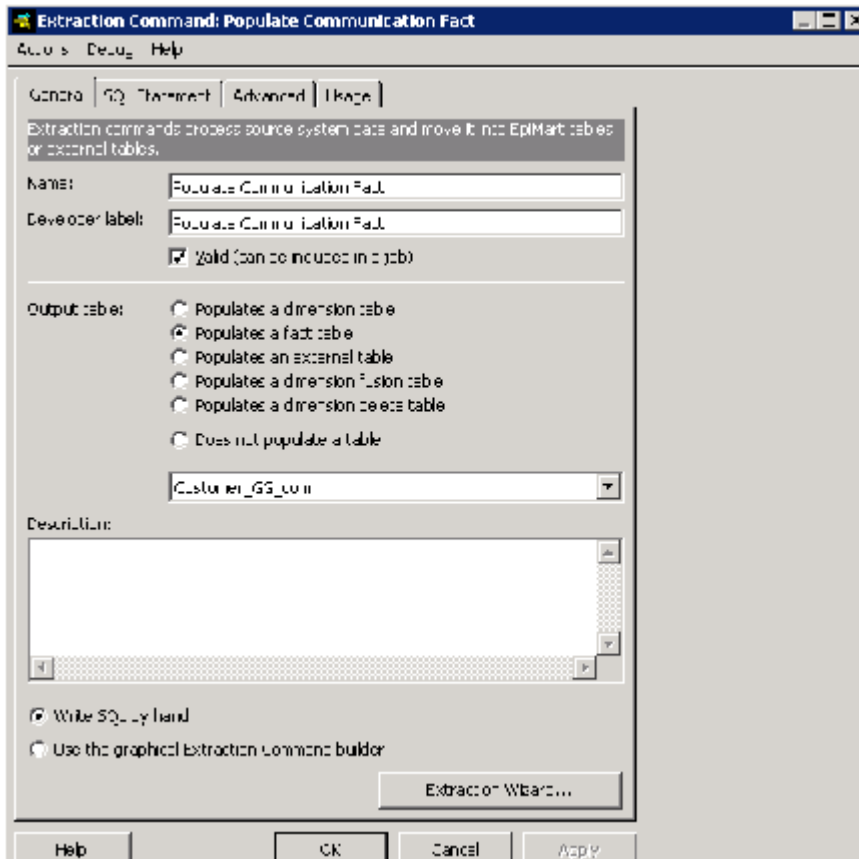 Extraction Command: Populate Communication Fact
Actions Debug Help
General SQL Statement Advanced Usage
Extraction commands process source system data and move it into EpiMart tables
or external tables.
Name: Populate Communication Fact
Developer label: Populate Communication Fact
Valid (can be included in a job)
Output table: Populates a dimension table
Populates a fact table
Populates an external table
Populates a dimension fusion table
Populates a dimension delete table
Does not populate a table
Customer_GS_com
Description:
Write SQL by hand
Use the graphical Extraction Command builder
Extraction Wizard...
Help OK Cancel Apply